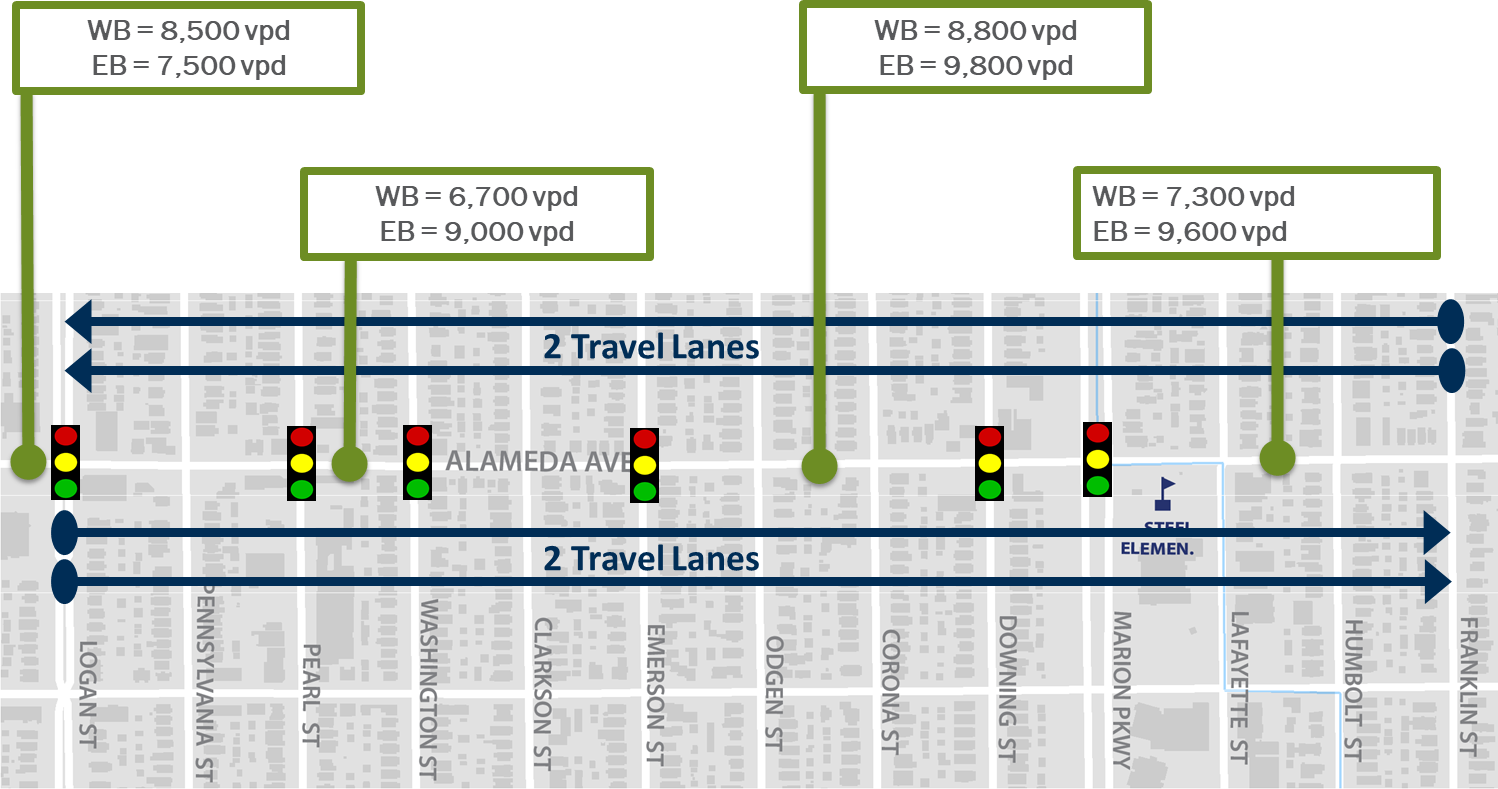 WB = 8,500 vpd
EB = 7,500 vpd
WB = 8,800 vpd
EB = 9,800 vpd
WB = 6,700 vpd
EB = 9,000 vpd
WB = 7,300 vpd
EB = 9,600 vpd
2 Travel Lanes
ALAMEDA AVE
STEEL
ELEMEN.
2 Travel Lanes
LOGAN ST
PENNSYLVANIA ST
PEARL ST
WASHINGTON ST
CLARKSON ST
EMERSON ST
ODGEN ST
CORONA ST
DOWNING ST
MARION PKWY
LAFAYETTE ST
HUMBOLT ST
FRANKLIN ST